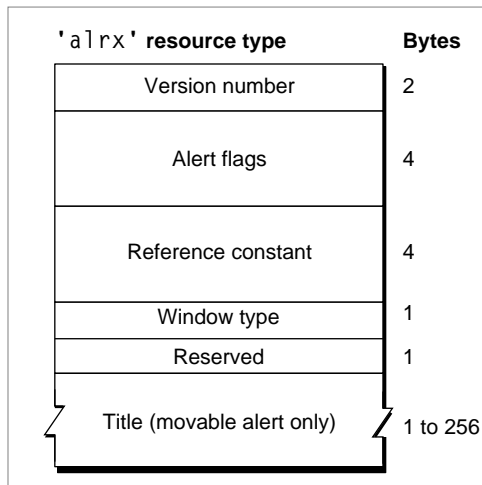 'alrx' resource type Bytes
Version number 2
Alert flags 4
Reference constant 4
Window type 1
Reserved 1
Title (movable alert only) 1 to 256